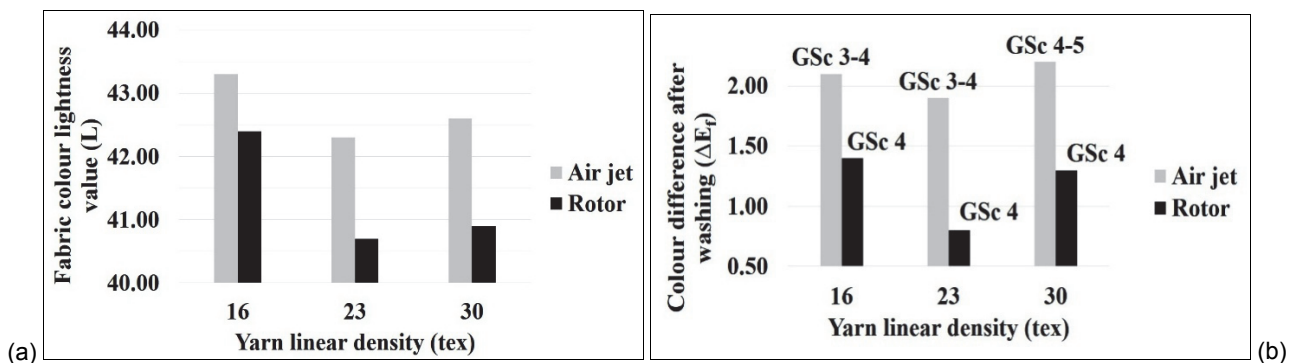 44.00
43.00
42.00
41.00
40.00
Fabric colour lightness
value (L)
16 23 30
Yarn linear density (tex)
Air jet
Rotor
(a)
2.00
1.50
1.00
0.50
Colour difference after
washing (ΔE_f)
GSc 3-4
GSc 4
GSc 3-4
GSc 4
GSc 4-5
GSc 4
16 23 30
Yarn linear density (tex)
Air jet
Rotor
(b)